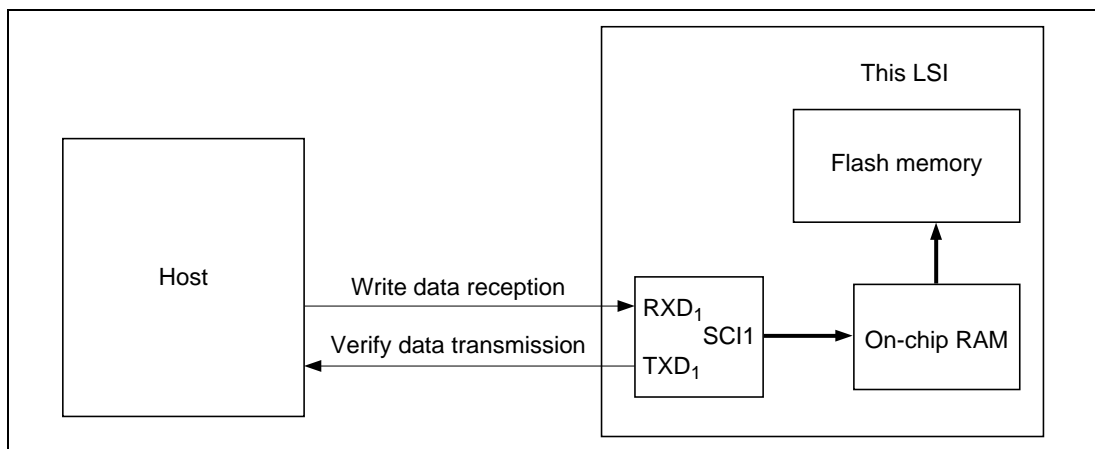 This LSI
Flash memory
Host
Write data reception
RXD₁
SCI1
On-chip RAM
Verify data transmission
TXD₁